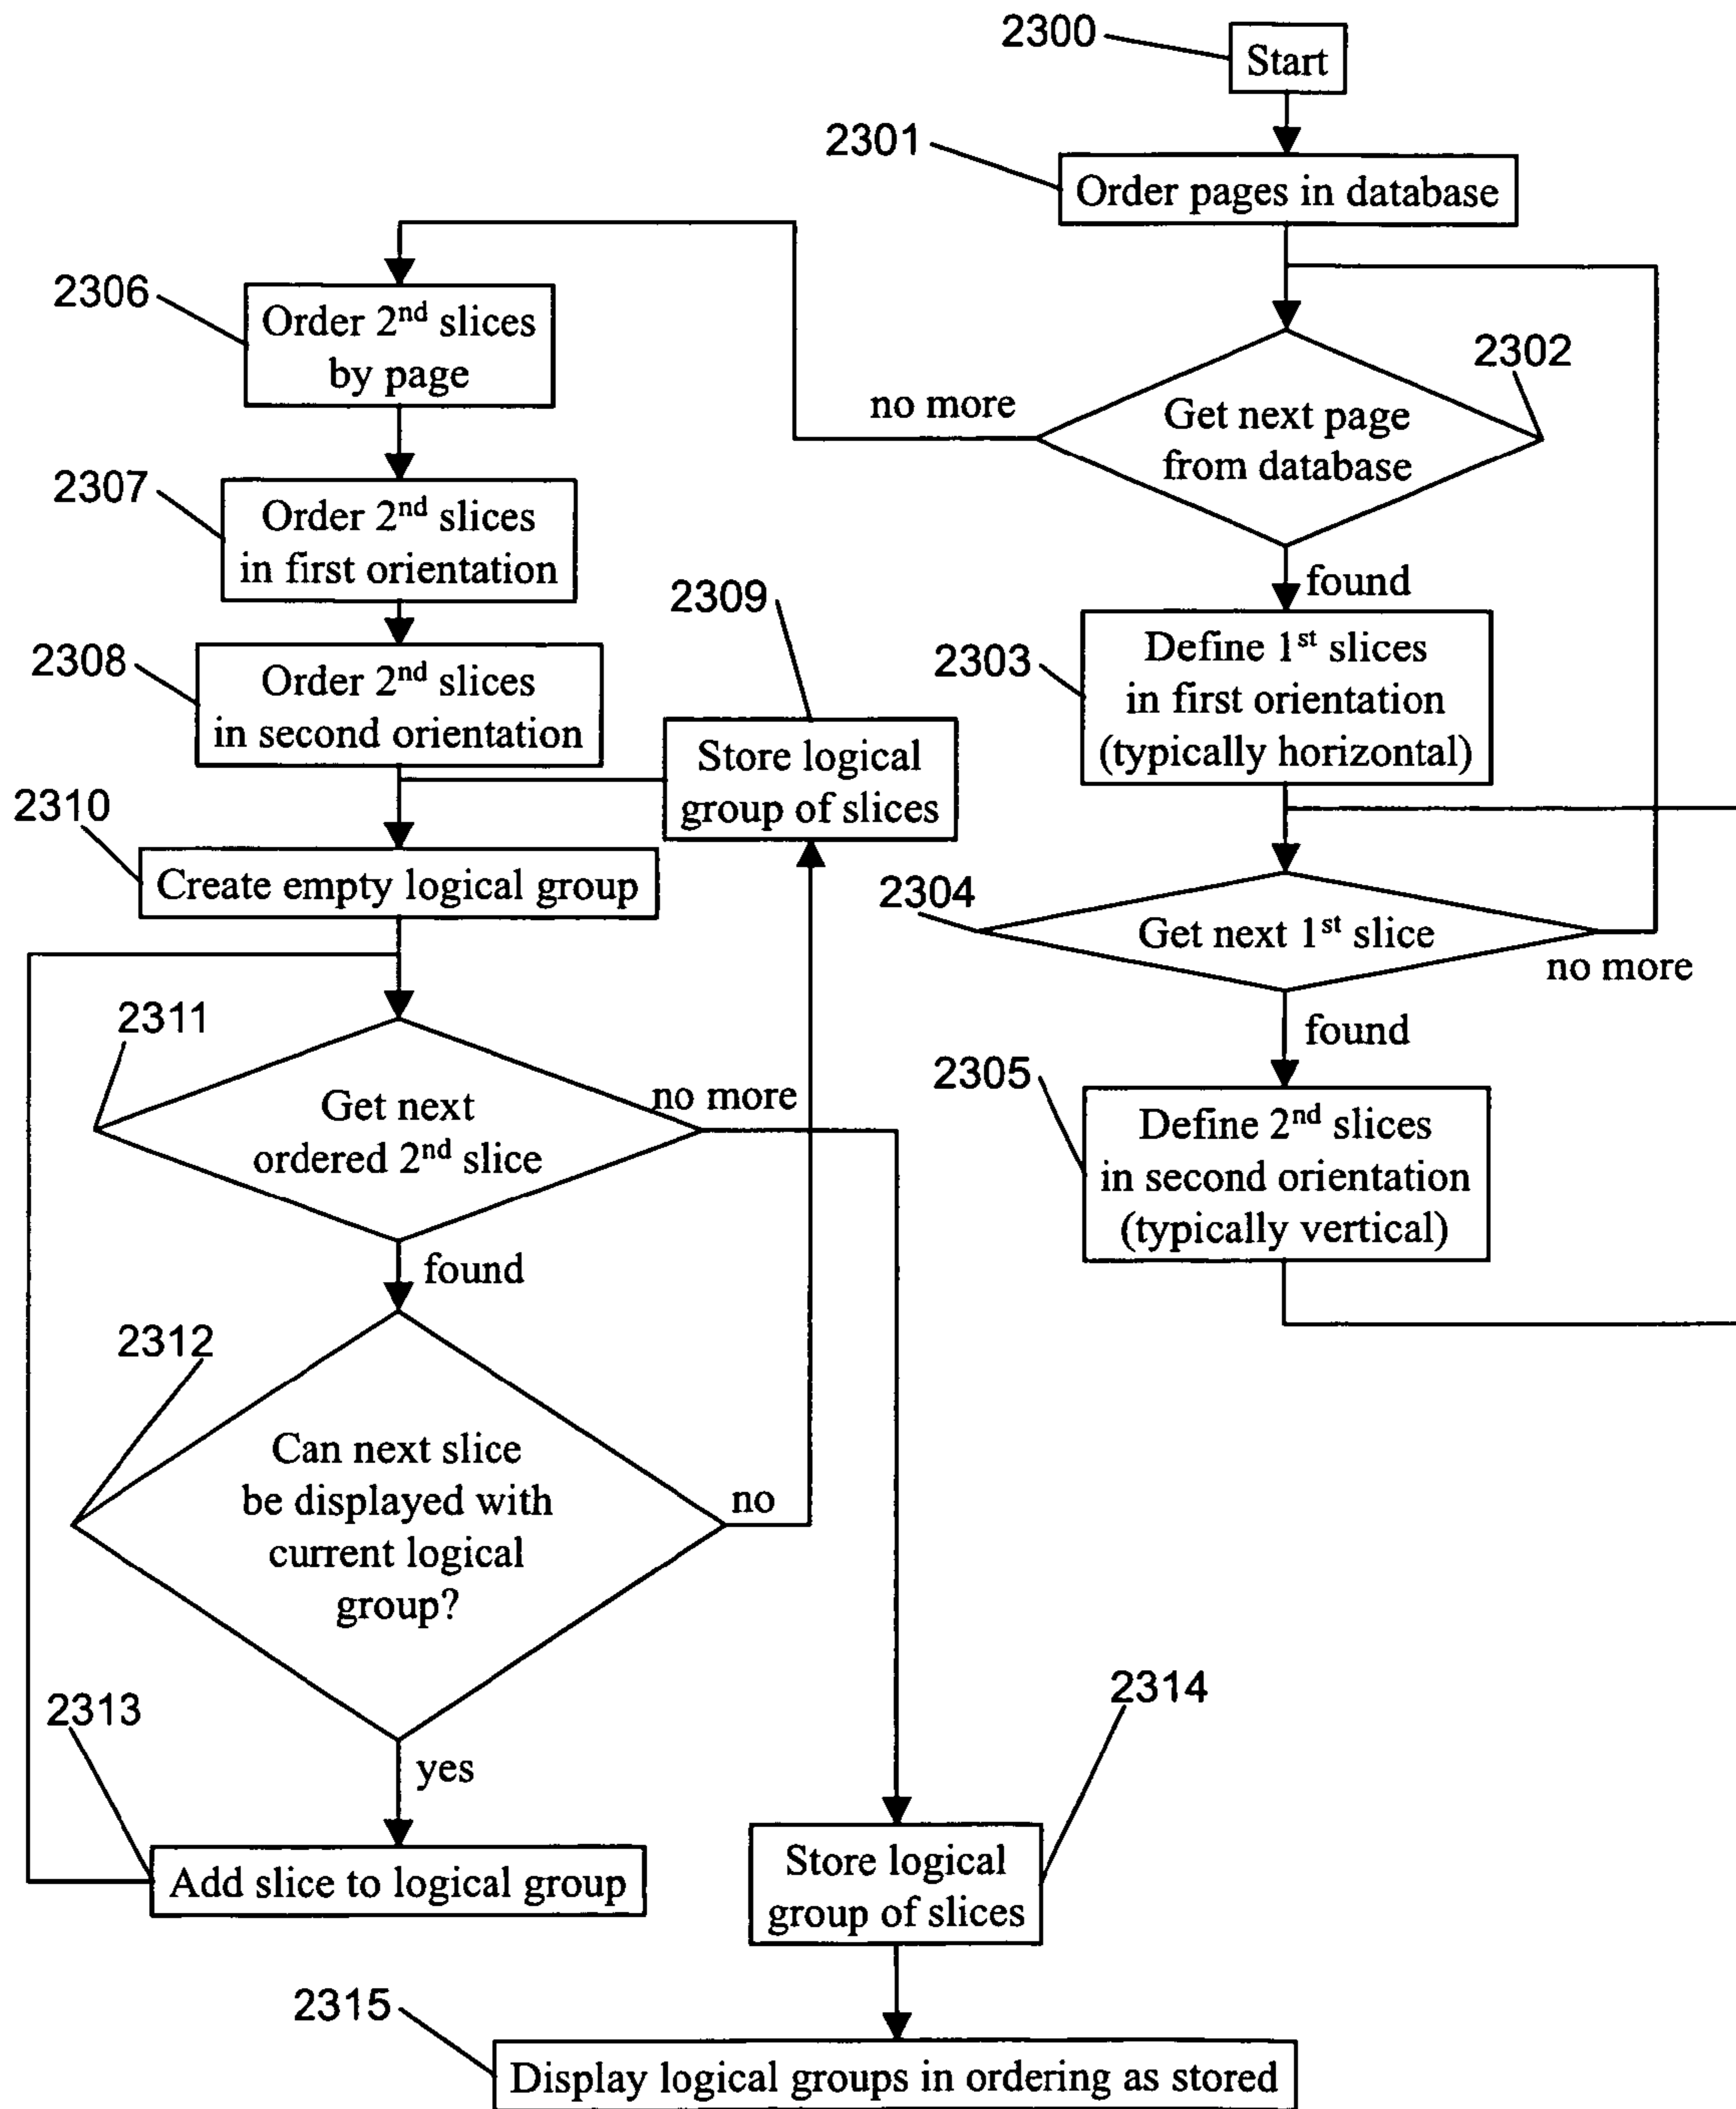 2300
Start
2301
Order pages in database
2302
Get next page
from database
no more
found
2303
Define 1st slices
in first orientation
(typically horizontal)
2304
Get next 1st slice
no more
found
2305
Define 2nd slices
in second orientation
(typically vertical)
2306
Order 2nd slices
by page
2307
Order 2nd slices
in first orientation
2308
Order 2nd slices
in second orientation
2309
Store logical
group of slices
2310
Create empty logical group
2311
Get next
ordered 2nd slice
no more
found
2312
Can next slice
be displayed with
current logical
group?
no
yes
2313
Add slice to logical group
2314
Store logical
group of slices
2315
Display logical groups in ordering as stored